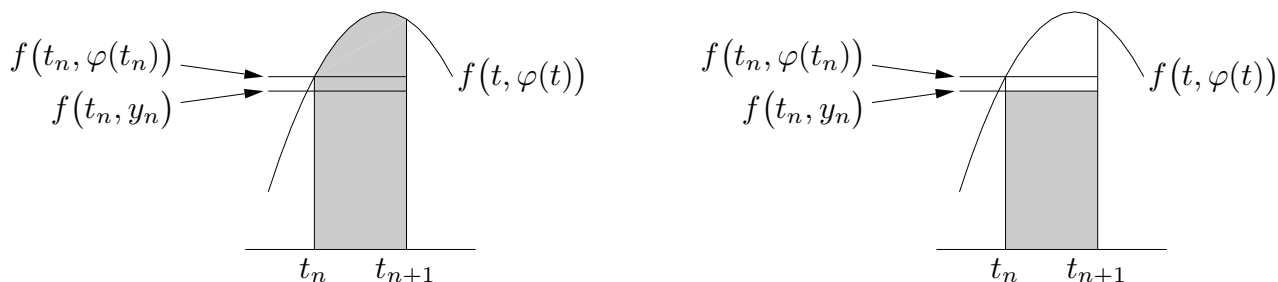 f(t_n, φ(t_n))
f(t_n, y_n)
f(t, φ(t))
t_n
t_{n+1}
f(t_n, φ(t_n))
f(t_n, y_n)
f(t, φ(t))
t_n
t_{n+1}